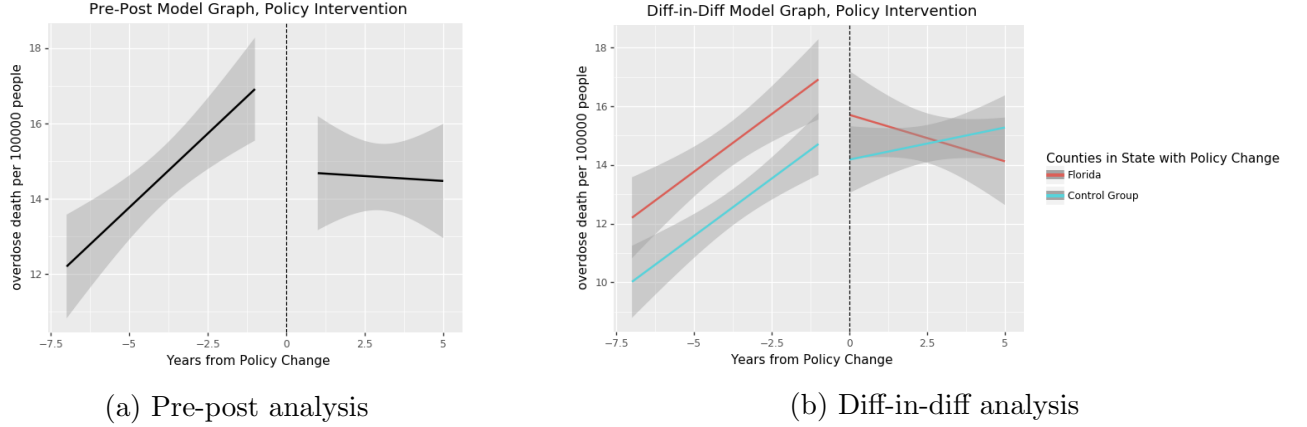 Pre-Post Model Graph, Policy Intervention
overdose death per 100000 people
18
16
14
12
−7.5
−5
−2.5
0
2.5
5
Years from Policy Change
(a) Pre-post analysis
Diff-in-Diff Model Graph, Policy Intervention
overdose death per 100000 people
18
16
14
12
10
−7.5
−5
−2.5
0
2.5
5
Years from Policy Change
Counties in State with Policy Change
Florida
Control Group
(b) Diff-in-diff analysis